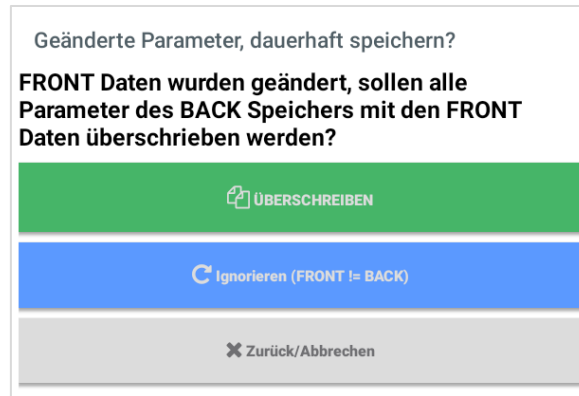 Geänderte Parameter, dauerhaft speichern?
FRONT Daten wurden geändert, sollen alle
Parameter des BACK Speichers mit den FRONT
Daten überschrieben werden?
ÜBERSCHREIBEN
Ignorieren (FRONT != BACK)
Zurück/Abbrechen